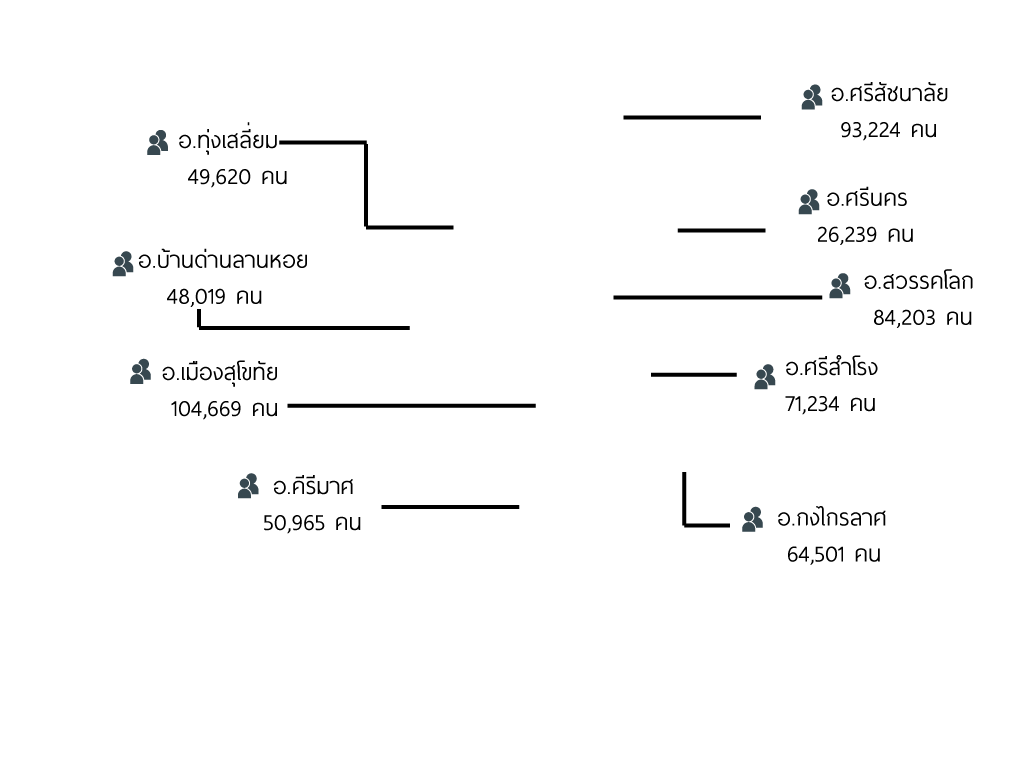 อ.ศรีสัชนาลัย
93,224 คน
อ.ทุ่งเสลี่ยม
49,620 คน
อ.ศรีนคร
26,239 คน
อ.บ้านด่านลานหอย
48,019 คน
อ.สวรรคโลก
84,203 คน
อ.เมืองสุโขทัย
104,669 คน
อ.ศรีสำโรง
71,234 คน
อ.คีรีมาศ
50,965 คน
อ.กงไกรลาศ
64,501 คน